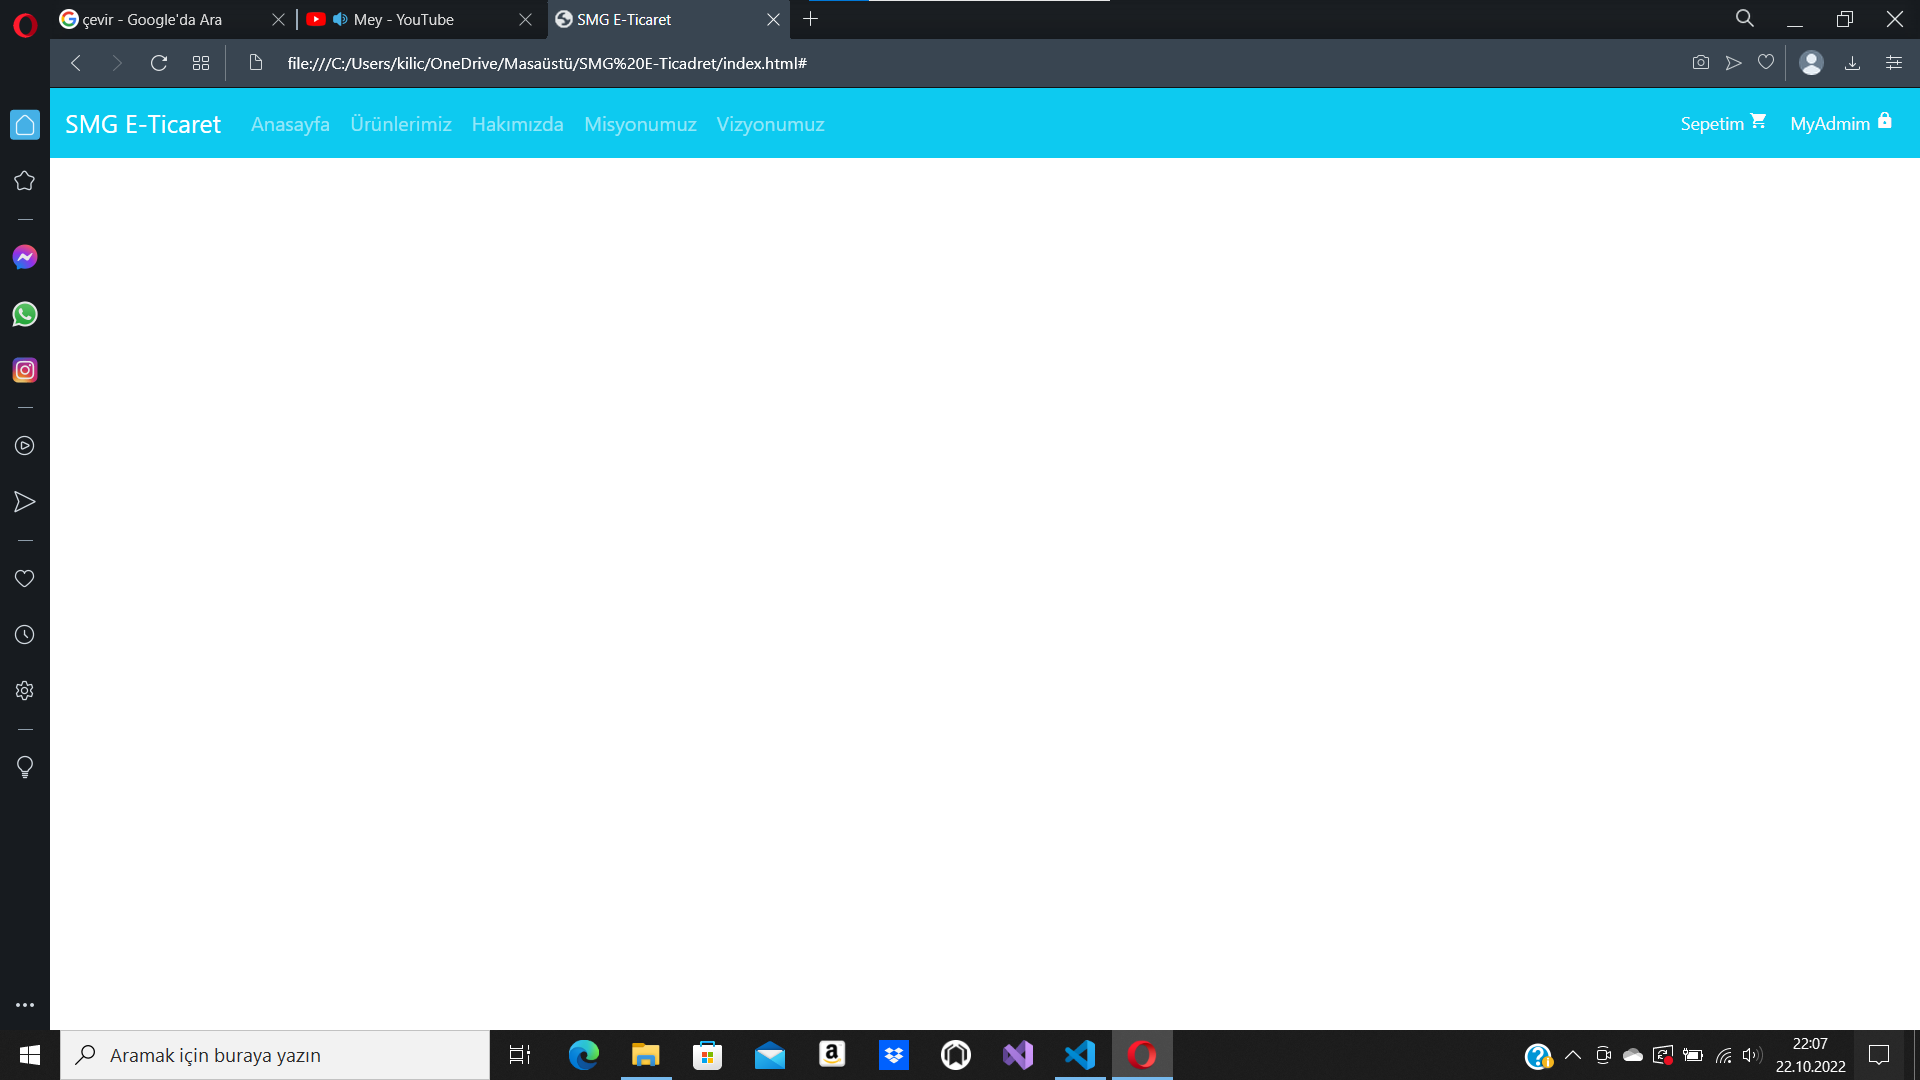 çevir - Google'da Ara
Mey - YouTube
SMG E-Ticaret
file:///C:/Users/kilic/OneDrive/Masaüstü/SMG%20E-Ticadret/index.html#
SMG E-Ticaret Anasayfa Ürünlerimiz Hakımızda Misyonumuz Vizyonumuz Sepetim MyAdmim
Aramak için buraya yazın
22:07
22.10.2022